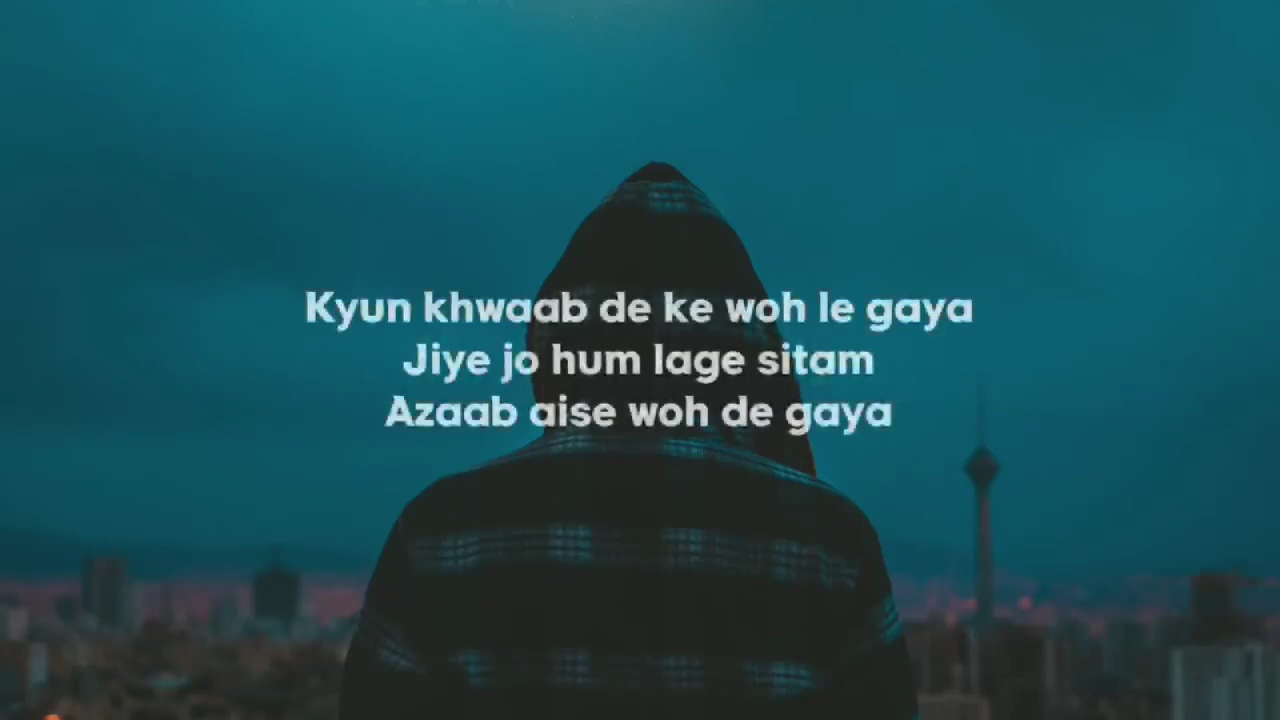 Kyun khwaab de ke woh le gaya
Jiye jo hum lage sitam
Azaab aise woh de gaya